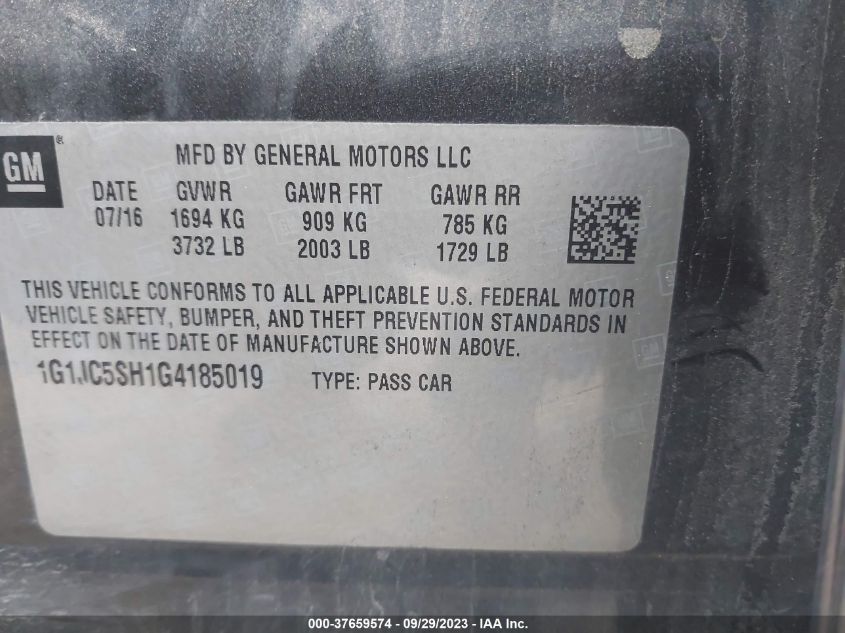 GM ®
MFD BY GENERAL MOTORS LLC
DATE GVWR GAWR FRT GAWR RR
07/16 1694 KG 909 KG 785 KG
3732 LB 2003 LB 1729 LB
THIS VEHICLE CONFORMS TO ALL APPLICABLE U.S. FEDERAL MOTOR
VEHICLE SAFETY, BUMPER, AND THEFT PREVENTION STANDARDS IN
EFFECT ON THE DATE OF MANUFACTURE SHOWN ABOVE.
1G1JC5SH1G4185019 TYPE: PASS CAR
000-37659574 - 09/29/2023 - IAA Inc.